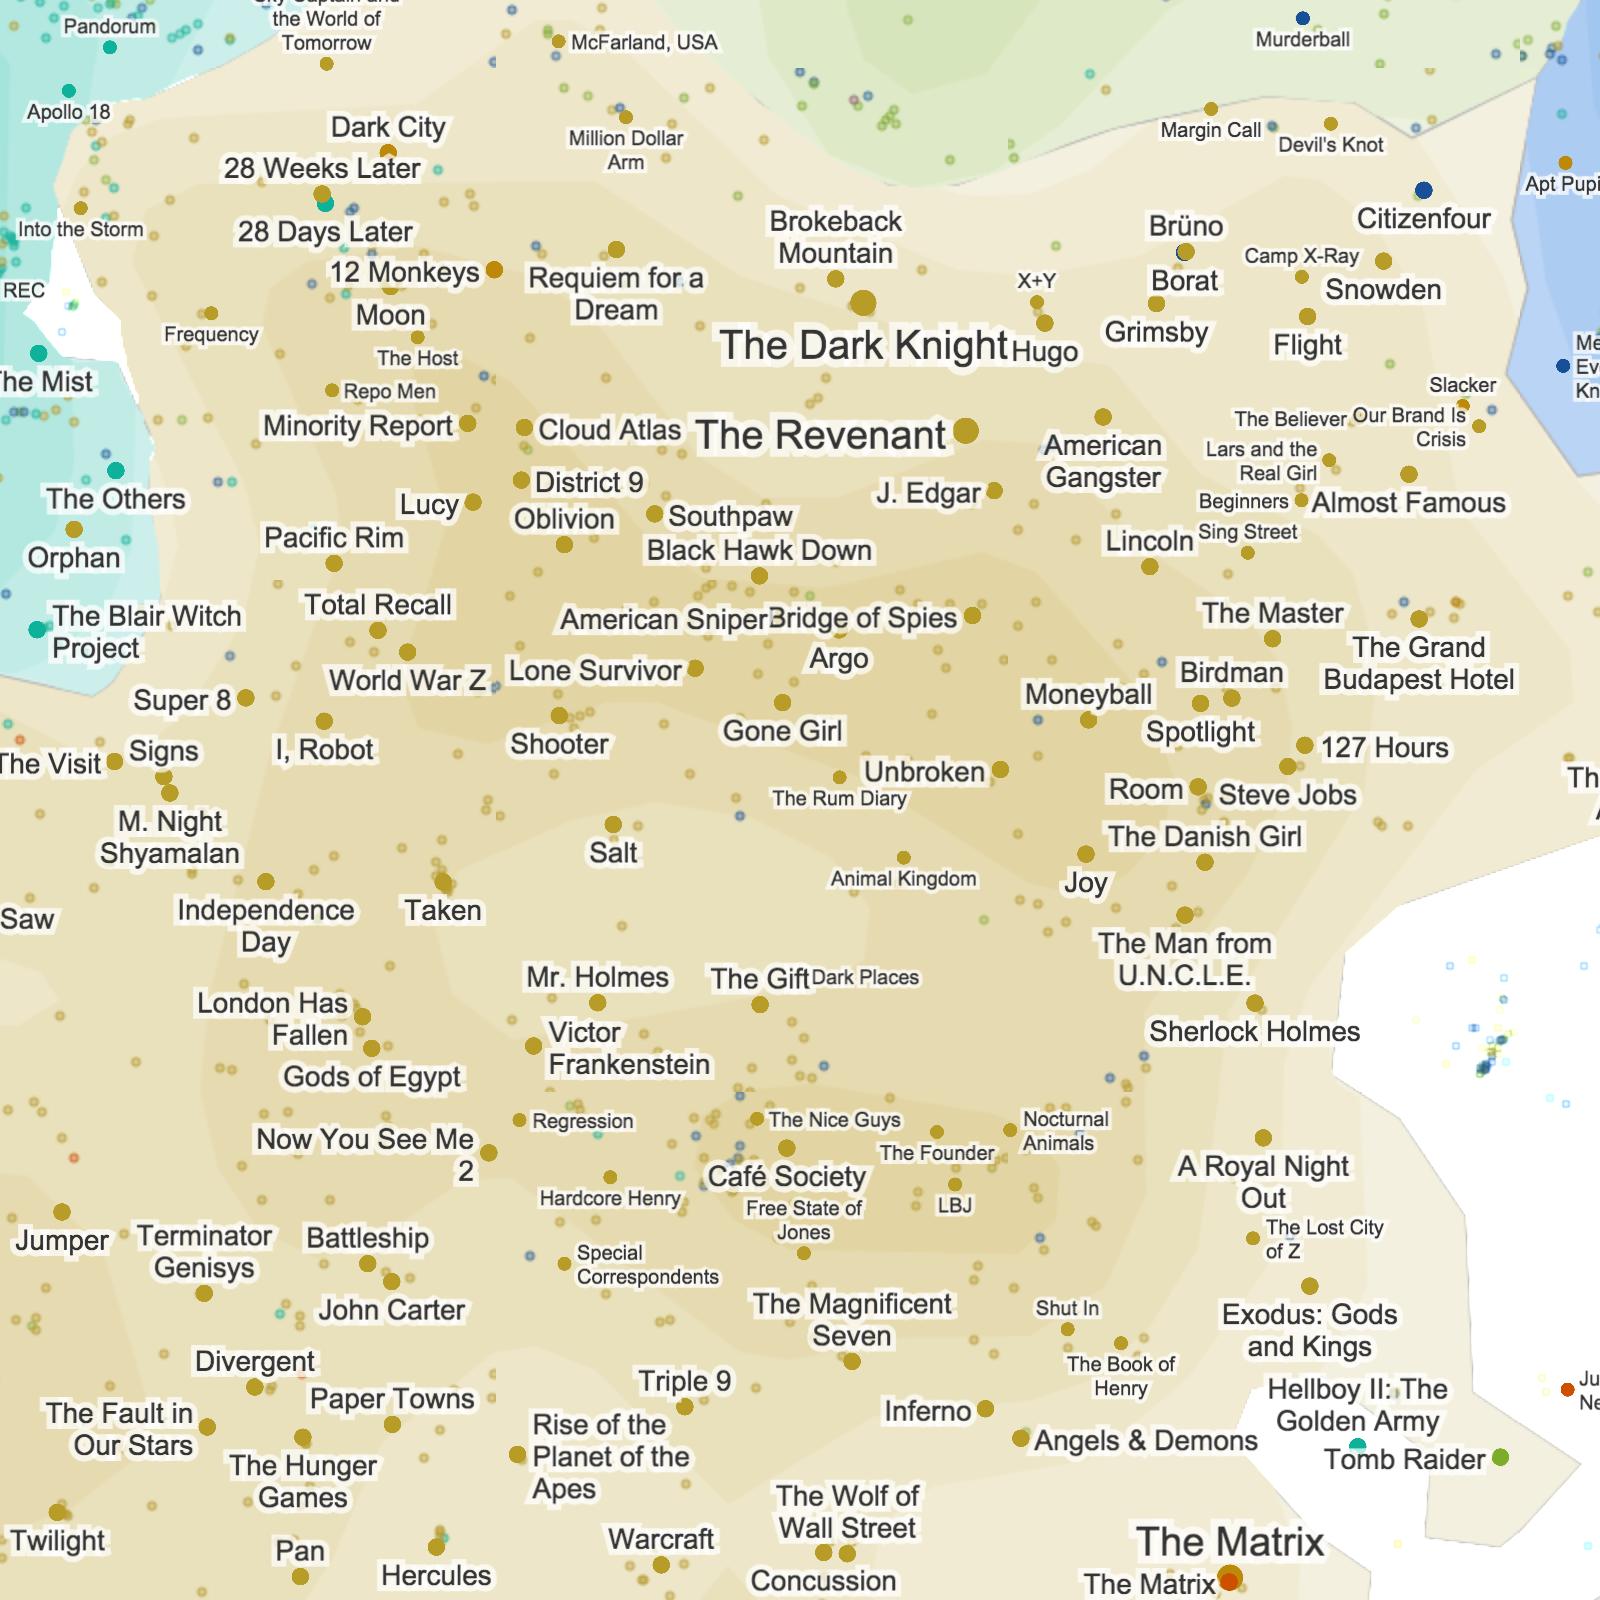 Pandorum
the World of
Tomorrow
McFarland, USA
Murderball
Apollo 18
Dark City
Million Dollar
Arm
Margin Call
Devil's Knot
28 Weeks Later
Apt Pupi
Into the Storm
28 Days Later
Brokeback
Mountain
Brüno
Citizenfour
12 Monkeys
Requiem for a
Dream
X+Y
Borat
Camp X-Ray
Snowden
REC
Moon
Frequency
The Host
The Dark Knight
Hugo
Grimsby
Flight
The Mist
Repo Men
Slacker
Minority Report
Cloud Atlas
The Revenant
American
Gangster
The Believer
Our Brand Is
Crisis
Lars and the
Real Girl
The Others
Lucy
District 9
J. Edgar
Beginners
Almost Famous
Oblivion
Southpaw
Orphan
Pacific Rim
Black Hawk Down
Lincoln
Sing Street
The Blair Witch
Project
Total Recall
American Sniper
Bridge of Spies
The Master
The Grand
Budapest Hotel
World War Z
Lone Survivor
Argo
Birdman
Super 8
Moneyball
I, Robot
Shooter
Gone Girl
Spotlight
127 Hours
The Visit
Signs
Unbroken
The Rum Diary
Room
Steve Jobs
M. Night
Shyamalan
Salt
The Danish Girl
Animal Kingdom
Joy
Saw
Independence
Day
Taken
The Man from
U.N.C.L.E.
Mr. Holmes
The Gift
Dark Places
London Has
Fallen
Victor
Frankenstein
Sherlock Holmes
Gods of Egypt
Regression
The Nice Guys
Nocturnal
Animals
Now You See Me
2
The Founder
Café Society
A Royal Night
Out
Hardcore Henry
Free State of
Jones
LBJ
Jumper
Terminator
Genisys
Battleship
Special
Correspondents
The Lost City
of Z
John Carter
The Magnificent
Seven
Shut In
Exodus: Gods
and Kings
Divergent
The Book of
Henry
Paper Towns
Triple 9
Hellboy II: The
Golden Army
The Fault in
Our Stars
Rise of the
Planet of the
Apes
Inferno
Angels & Demons
Tomb Raider
The Hunger
Games
The Wolf of
Wall Street
Twilight
Pan
Hercules
Warcraft
Concussion
The Matrix
The Matrix